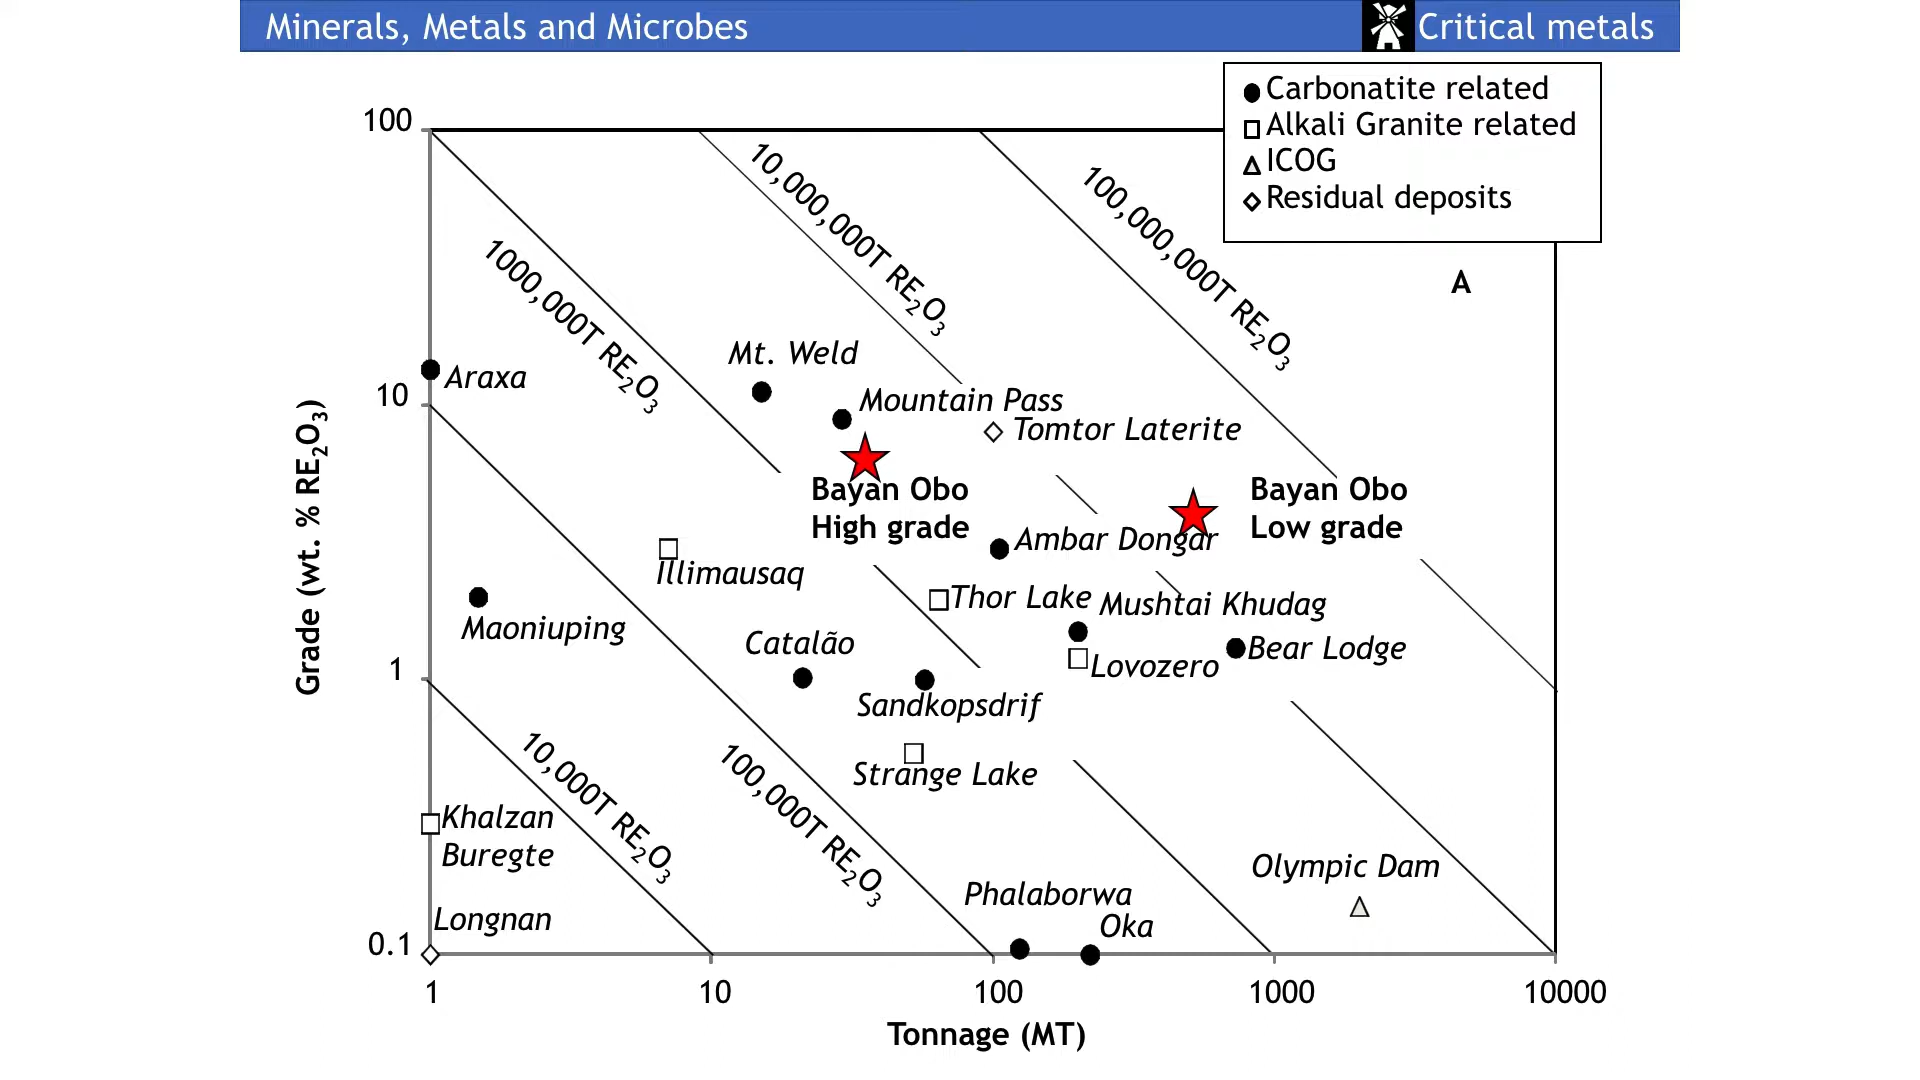 Minerals, Metals and Microbes
Critical metals
Carbonatite related
Alkali Granite related
ICOG
Residual deposits
100
10
1
0.1
Grade (wt. % RE2O3)
1000,000T RE2O3
10,000,000T RE2O3
100,000,000T RE2O3
A
Araxa
Mt. Weld
Mountain Pass
Tomtor Laterite
Bayan Obo
High grade
Bayan Obo
Low grade
Ambar Dongar
Illimausaq
Thor Lake
Mushtai Khudag
Maoniuping
Catalão
Lovozero
Bear Lodge
Sandkopsdrif
Strange Lake
10,000T RE2O3
100,000T RE2O3
Khalzan
Buregte
Olympic Dam
Phalaborwa
Longnan
Oka
1
10
100
1000
10000
Tonnage (MT)